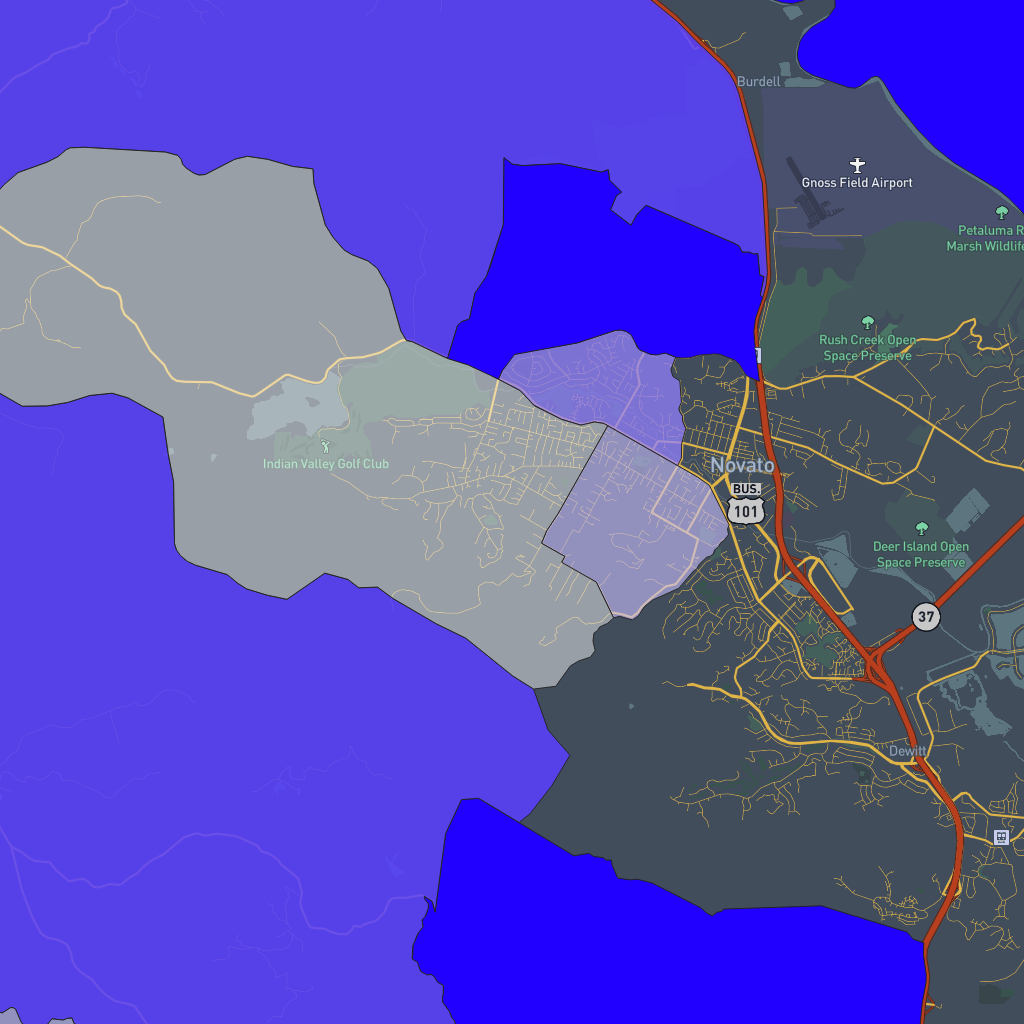 Burdell
Gnoss Field Airport
Petaluma R
Marsh Wildlife
Rush Creek Open
Space Preserve
Indian Valley Golf Club
Novato
BUS.
101
Deer Island Open
Space Preserve
37
Dewitt